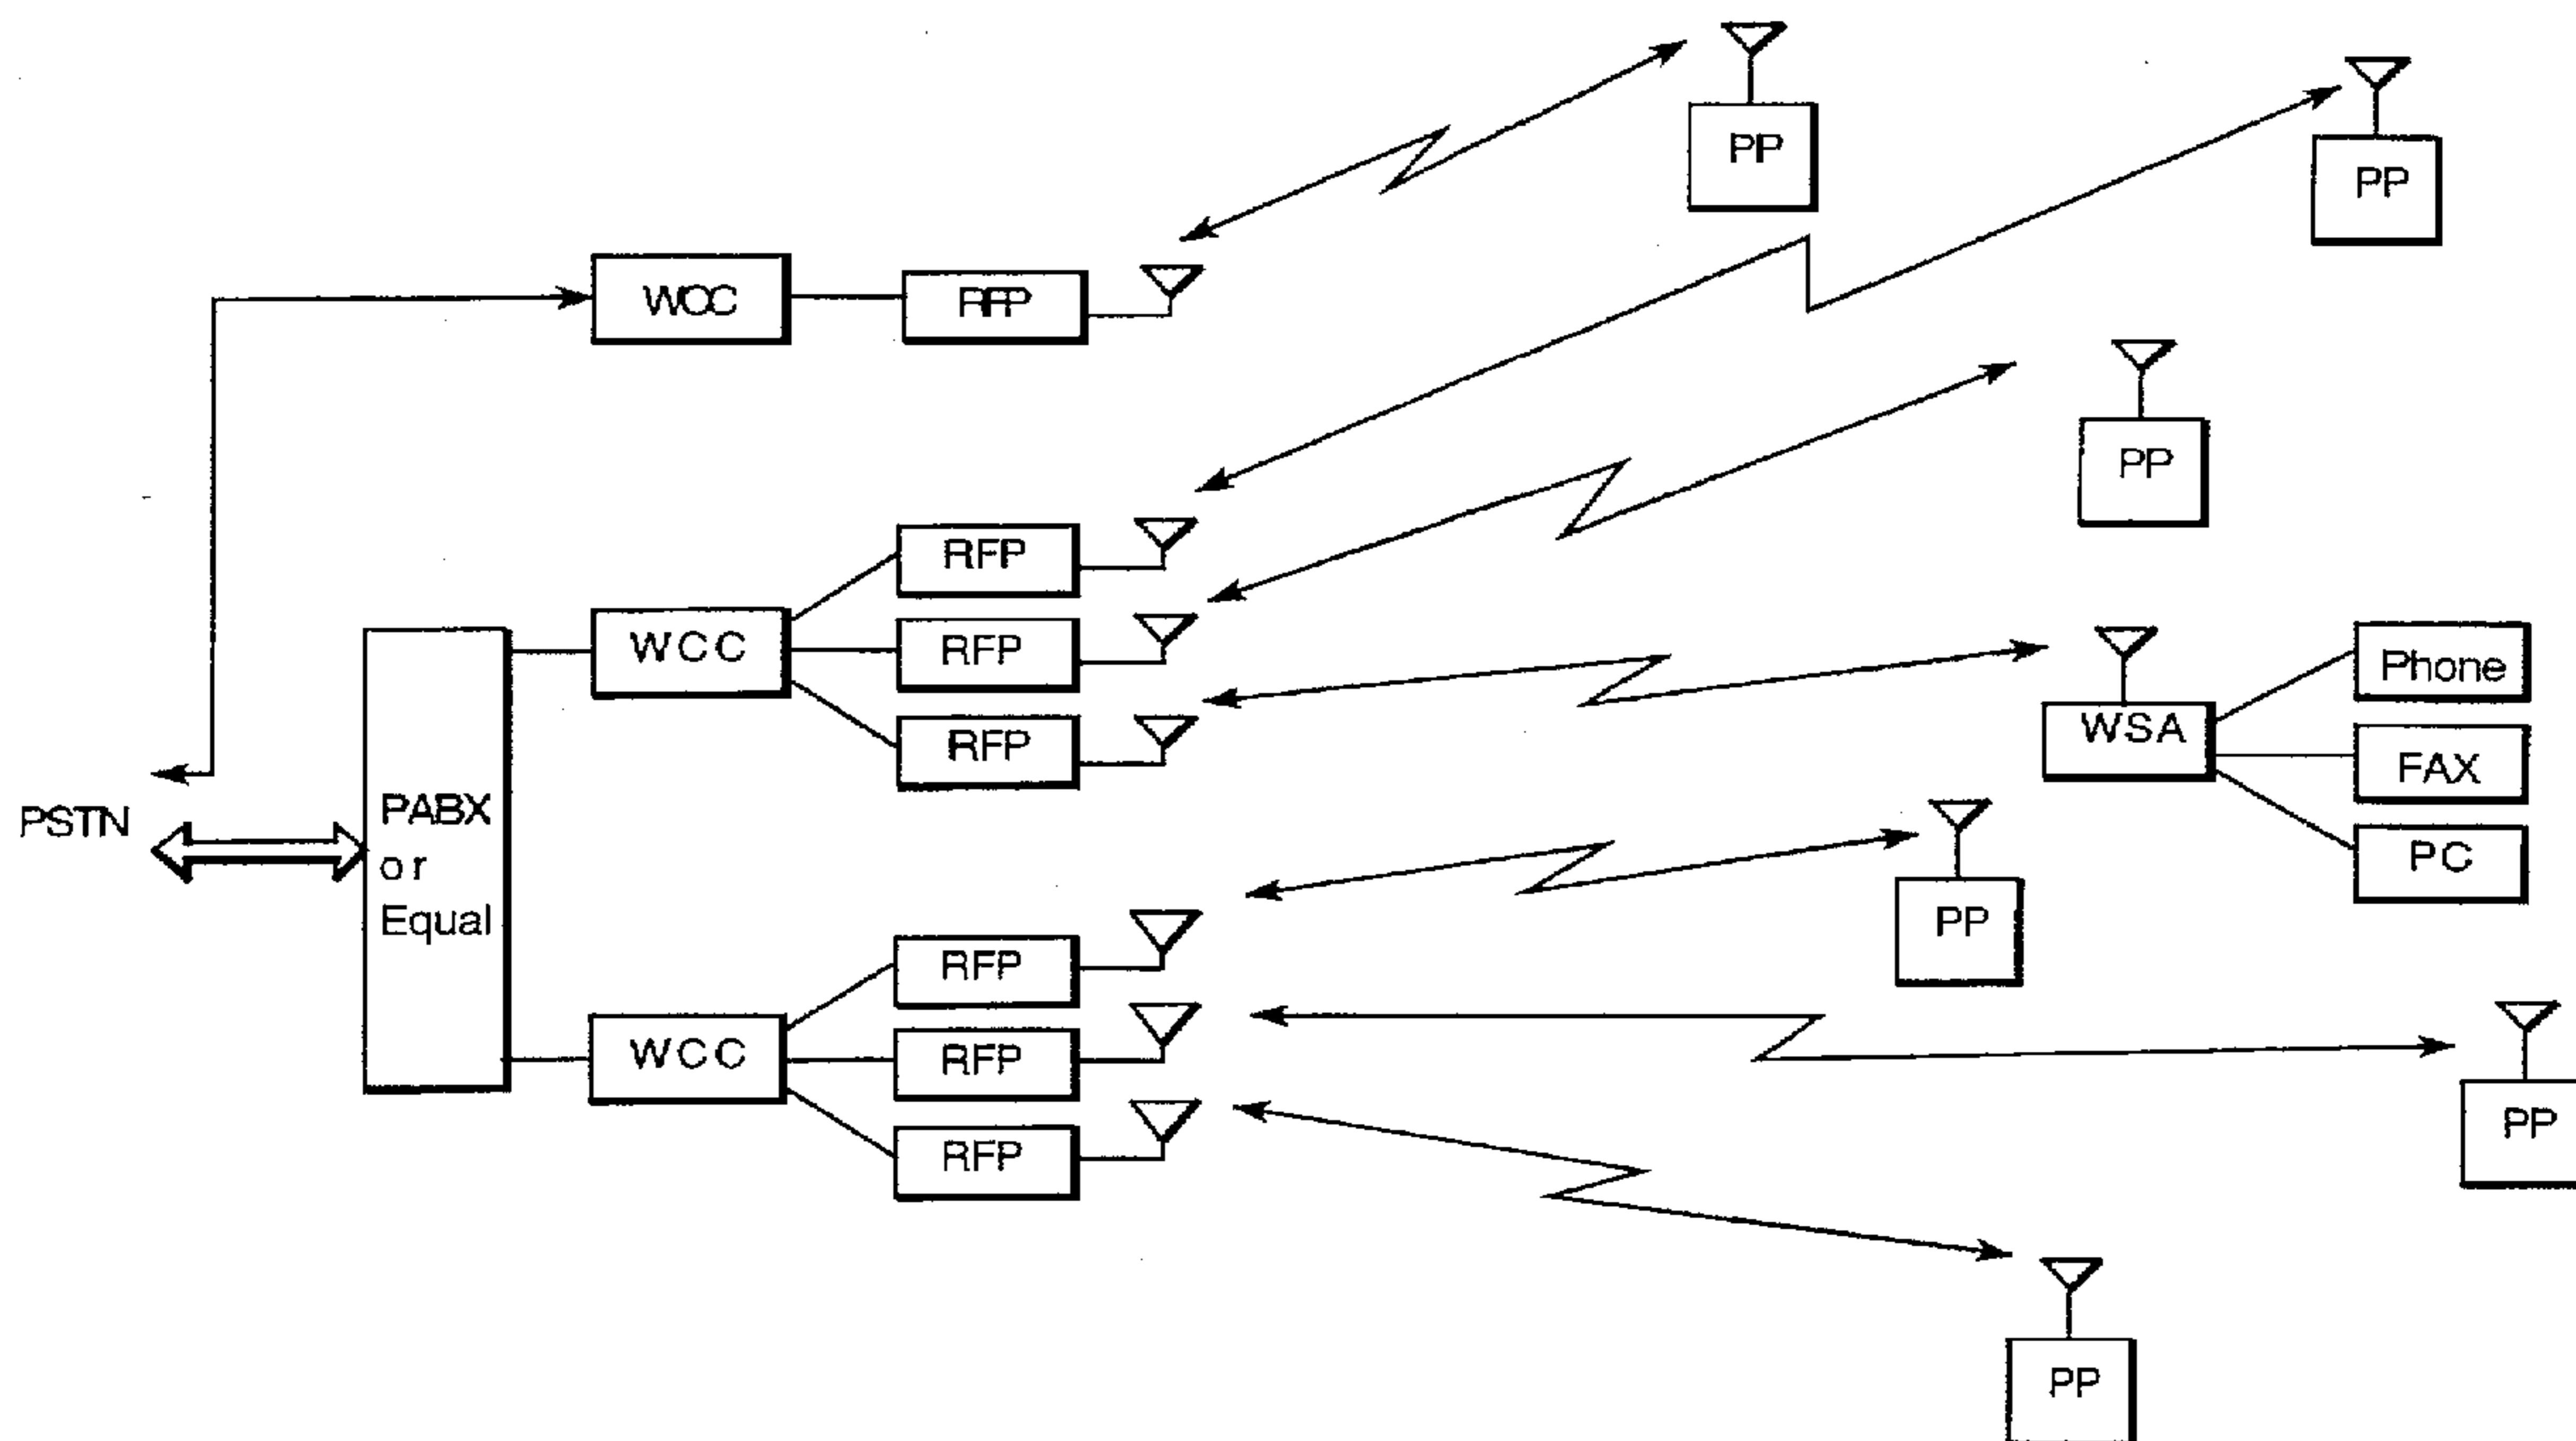 PP
PP
WCC
RFP
PP
RFP
WCC
RFP
RFP
Phone
WSA
FAX
PC
PSTN
PABX
or
Equal
PP
RFP
WCC
RFP
RFP
PP
PP